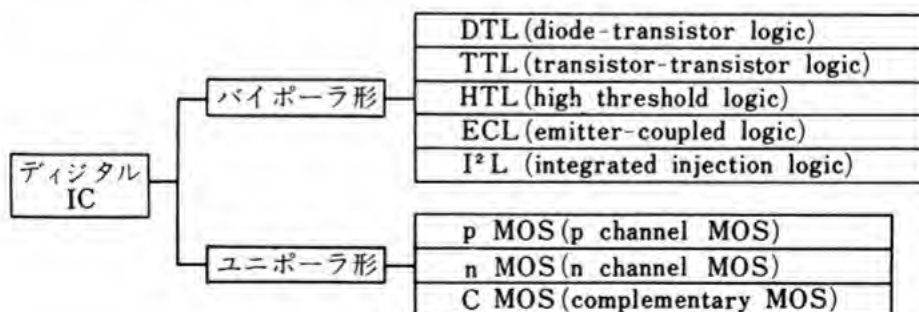 ディジタル
IC
バイポーラ形
DTL(diode-transistor logic)
TTL(transistor-transistor logic)
HTL(high threshold logic)
ECL(emitter-coupled logic)
I²L (integrated injection logic)
ユニポーラ形
p MOS(p channel MOS)
n MOS(n channel MOS)
C MOS(complementary MOS)